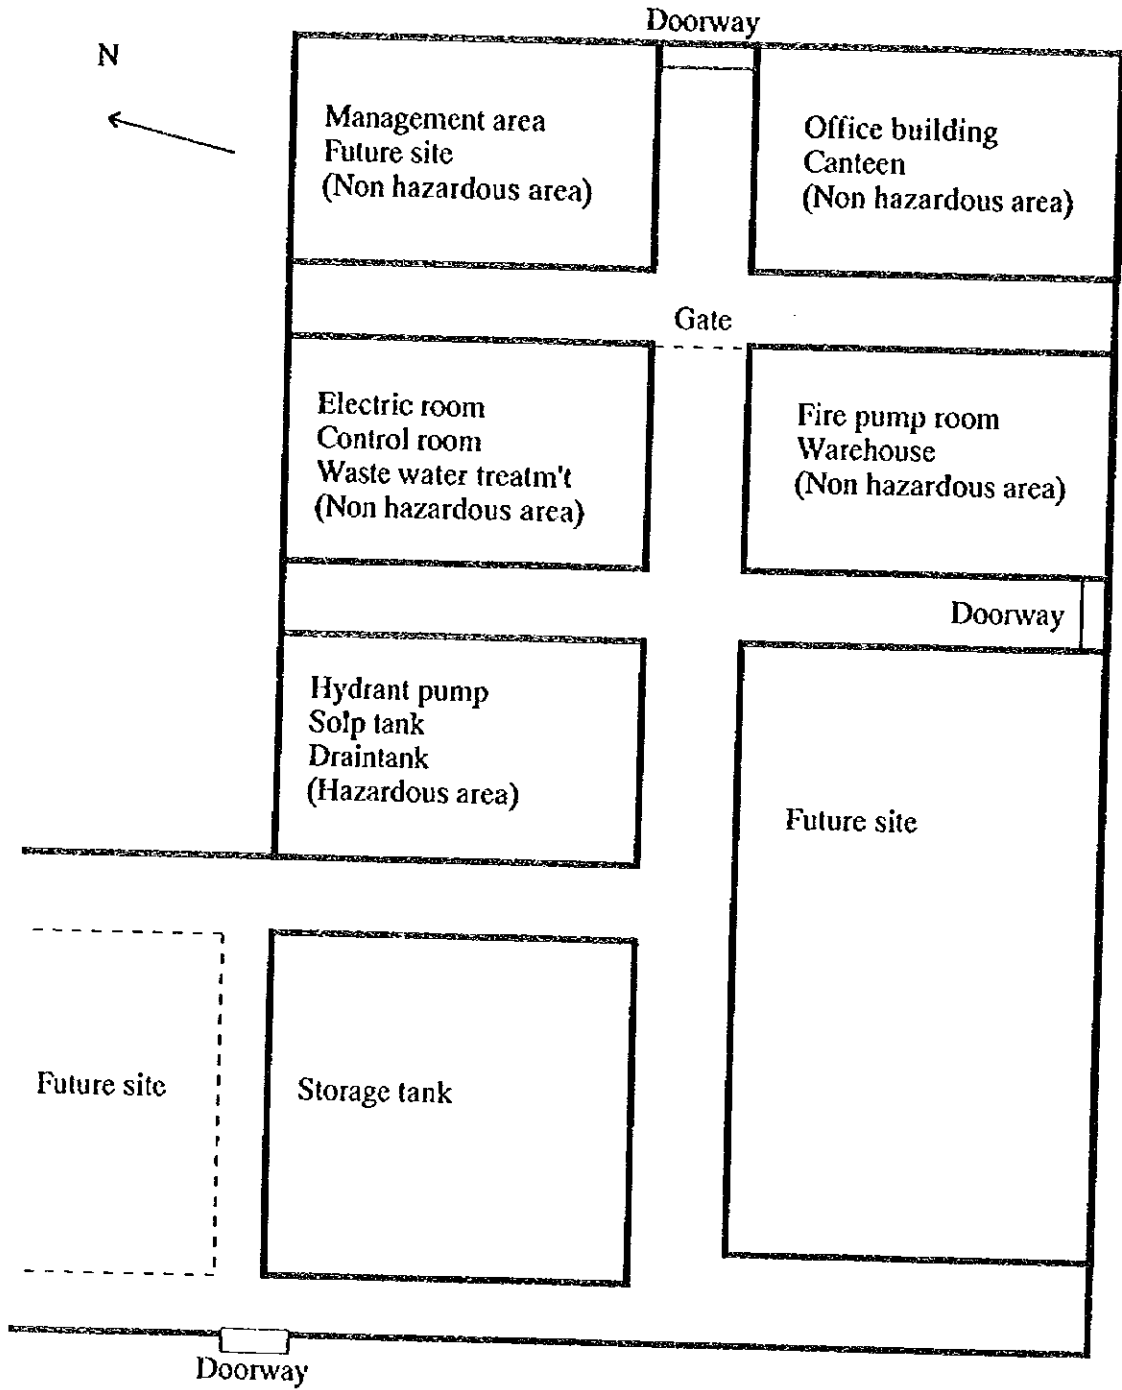 Doorway
N
Management area
Future site
(Non hazardous area)
Office building
Canteen
(Non hazardous area)
Gate
Electric room
Control room
Waste water treatm't
(Non hazardous area)
Fire pump room
Warehouse
(Non hazardous area)
Doorway
Hydrant pump
Solp tank
Draintank
(Hazardous area)
Future site
Future site
Storage tank
Doorway